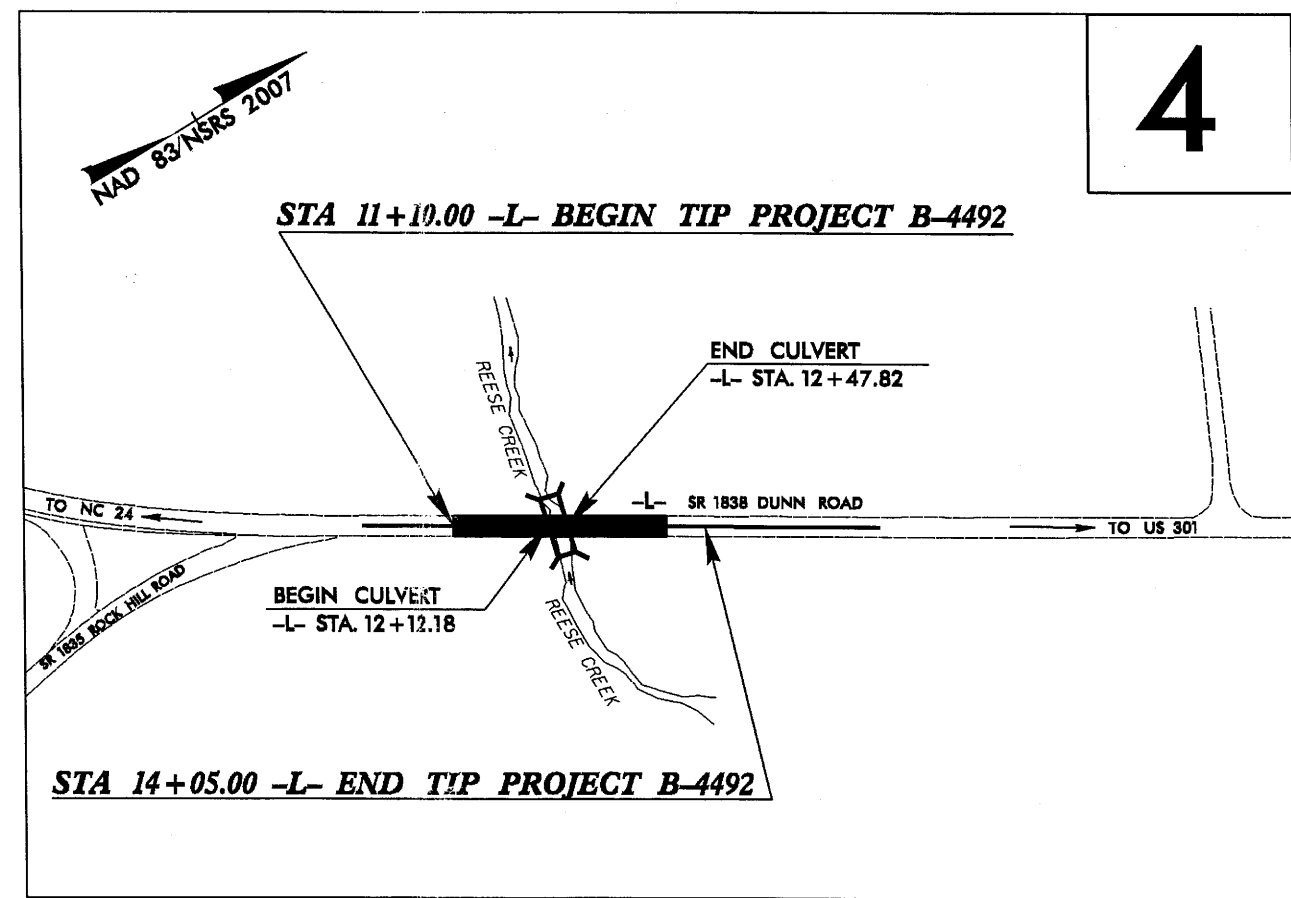 4
NAD 83/NSRS 2007
STA 11+10.00 -L- BEGIN TIP PROJECT B-4492
END CULVERT
-L- STA. 12+47.82
REESE CREEK
-L- SR 1838 DUNN ROAD
TO NC 24
TO US 301
BEGIN CULVERT
-L- STA. 12+12.18
SR 1835 ROCK HILL ROAD
REESE CREEK
STA 14+05.00 -L- END TIP PROJECT B-4492